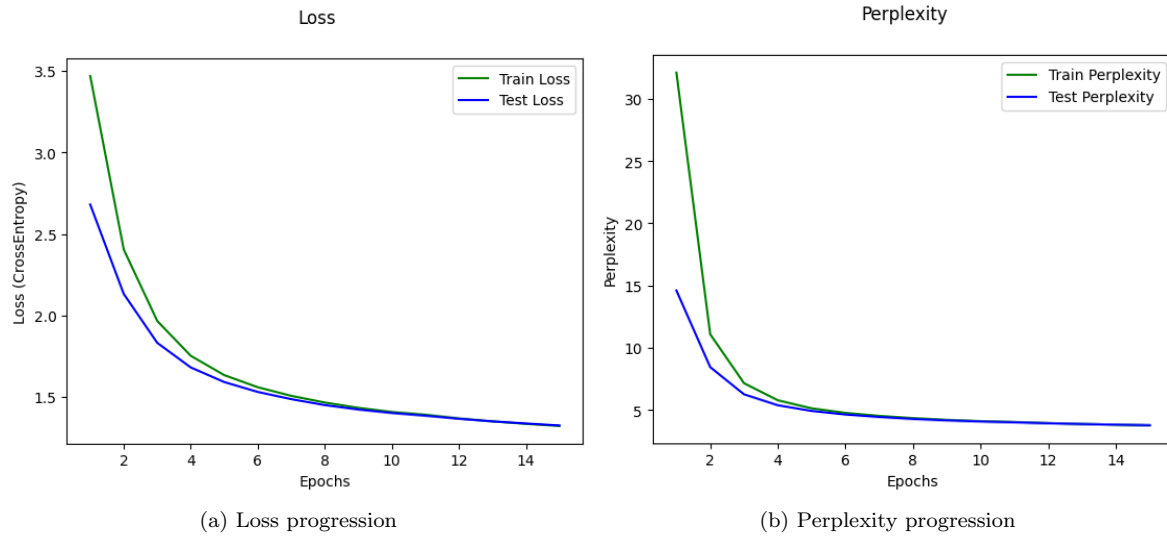 Loss
3.5
3.0
2.5
2.0
1.5
Loss (CrossEntropy)
Train Loss
Test Loss
2 4 6 8 10 12 14
Epochs
(a) Loss progression
Perplexity
30
25
20
15
10
5
Perplexity
Train Perplexity
Test Perplexity
2 4 6 8 10 12 14
Epochs
(b) Perplexity progression